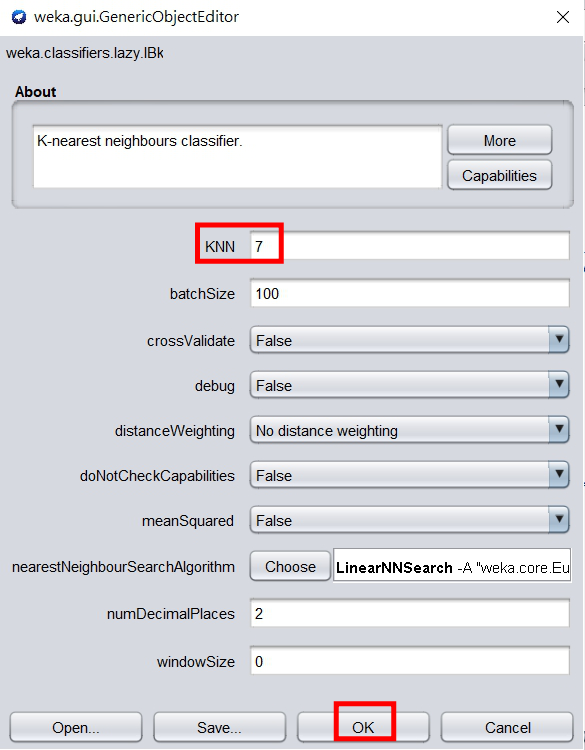 weka.gui.GenericObjectEditor
weka.classifiers.lazy.IBk
About
K-nearest neighbours classifier.
More
Capabilities
KNN 7
batchSize 100
crossValidate False
debug False
distanceWeighting No distance weighting
doNotCheckCapabilities False
meanSquared False
nearestNeighbourSearchAlgorithm Choose LinearNNSearch -A "weka.core.Eu
numDecimalPlaces 2
windowSize 0
Open... Save... OK Cancel